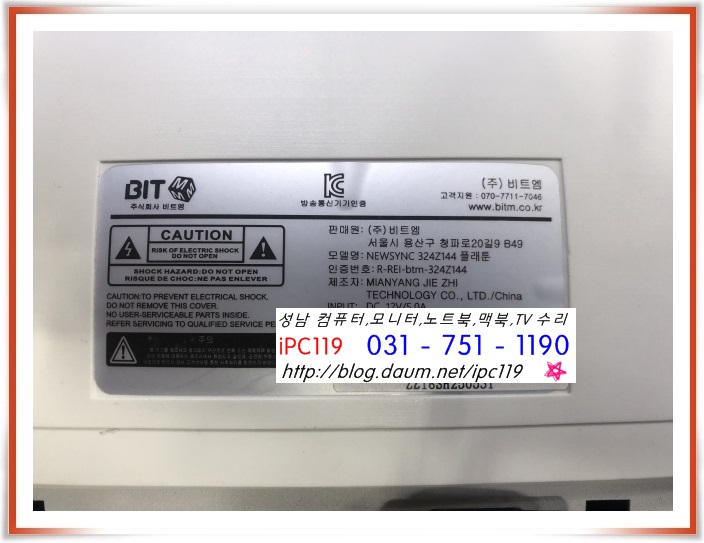 BIT MMM
주식회사 비트엠
방송통신기기인증
(주) 비트엠
고객지원 : 070-7711-7046
www.bitm.co.kr
CAUTION
RISK OF ELECTRIC SHOCK
DO NOT OPEN
SHOCK HAZARD:DO NOT OPEN
RISQUE DE CHOC:NE PAS ENLEVER
CAUTION:TO PREVENT ELECTRICAL SHOCK.
DO NOT REMOVE THIS COVER.
NO USER-SERVICEABLE PARTS INSIDE.
REFER SERVICING TO QUALIFIED SERVICE PE
주의
판매원: (주) 비트엠
서울시 용산구 청파로20길9 B49
모델명: NEWSYNC 324Z144 플래툰
인증번호: R-REI-btm-324Z144
제조자: MIANYANG JIE ZHI
TECHNOLOGY CO., LTD./China
INPUT: DC 12V/5.0A
성남 컴퓨터,모니터,노트북,맥북,TV 수리
iPC119 031 - 751 - 1190
http://blog.daum.net/ipc119